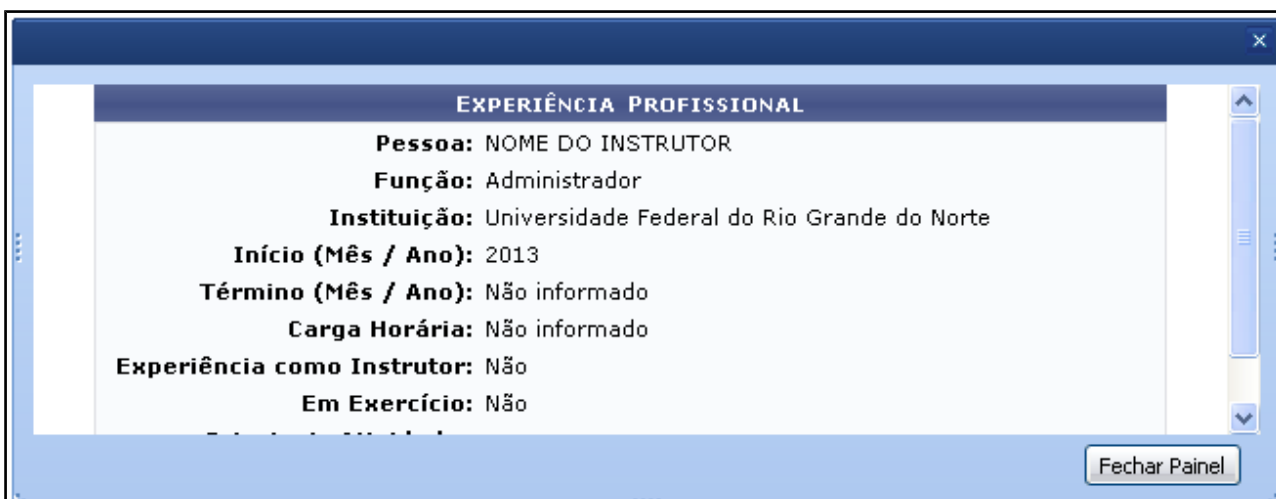 EXPERIÊNCIA PROFISSIONAL
Pessoa: NOME DO INSTRUTOR
Função: Administrador
Instituição: Universidade Federal do Rio Grande do Norte
Início (Mês / Ano): 2013
Término (Mês / Ano): Não informado
Carga Horária: Não informado
Experiência como Instrutor: Não
Em Exercício: Não
Fechar Painel